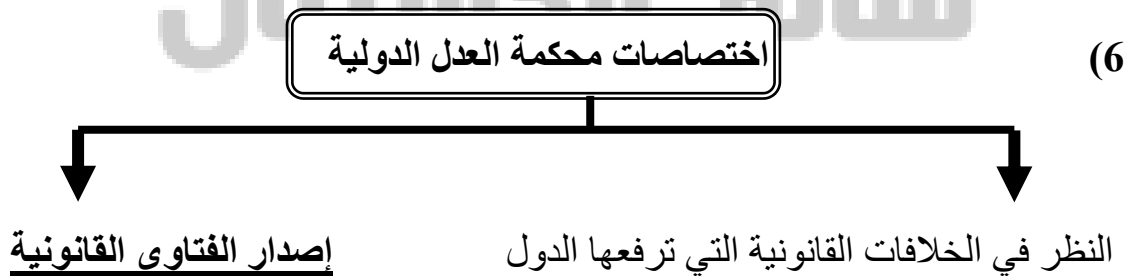 6)
اختصاصات محكمة العدل الدولية
النظر في الخلافات القانونية التي ترفعها الدول
إصدار الفتاوى القانونية